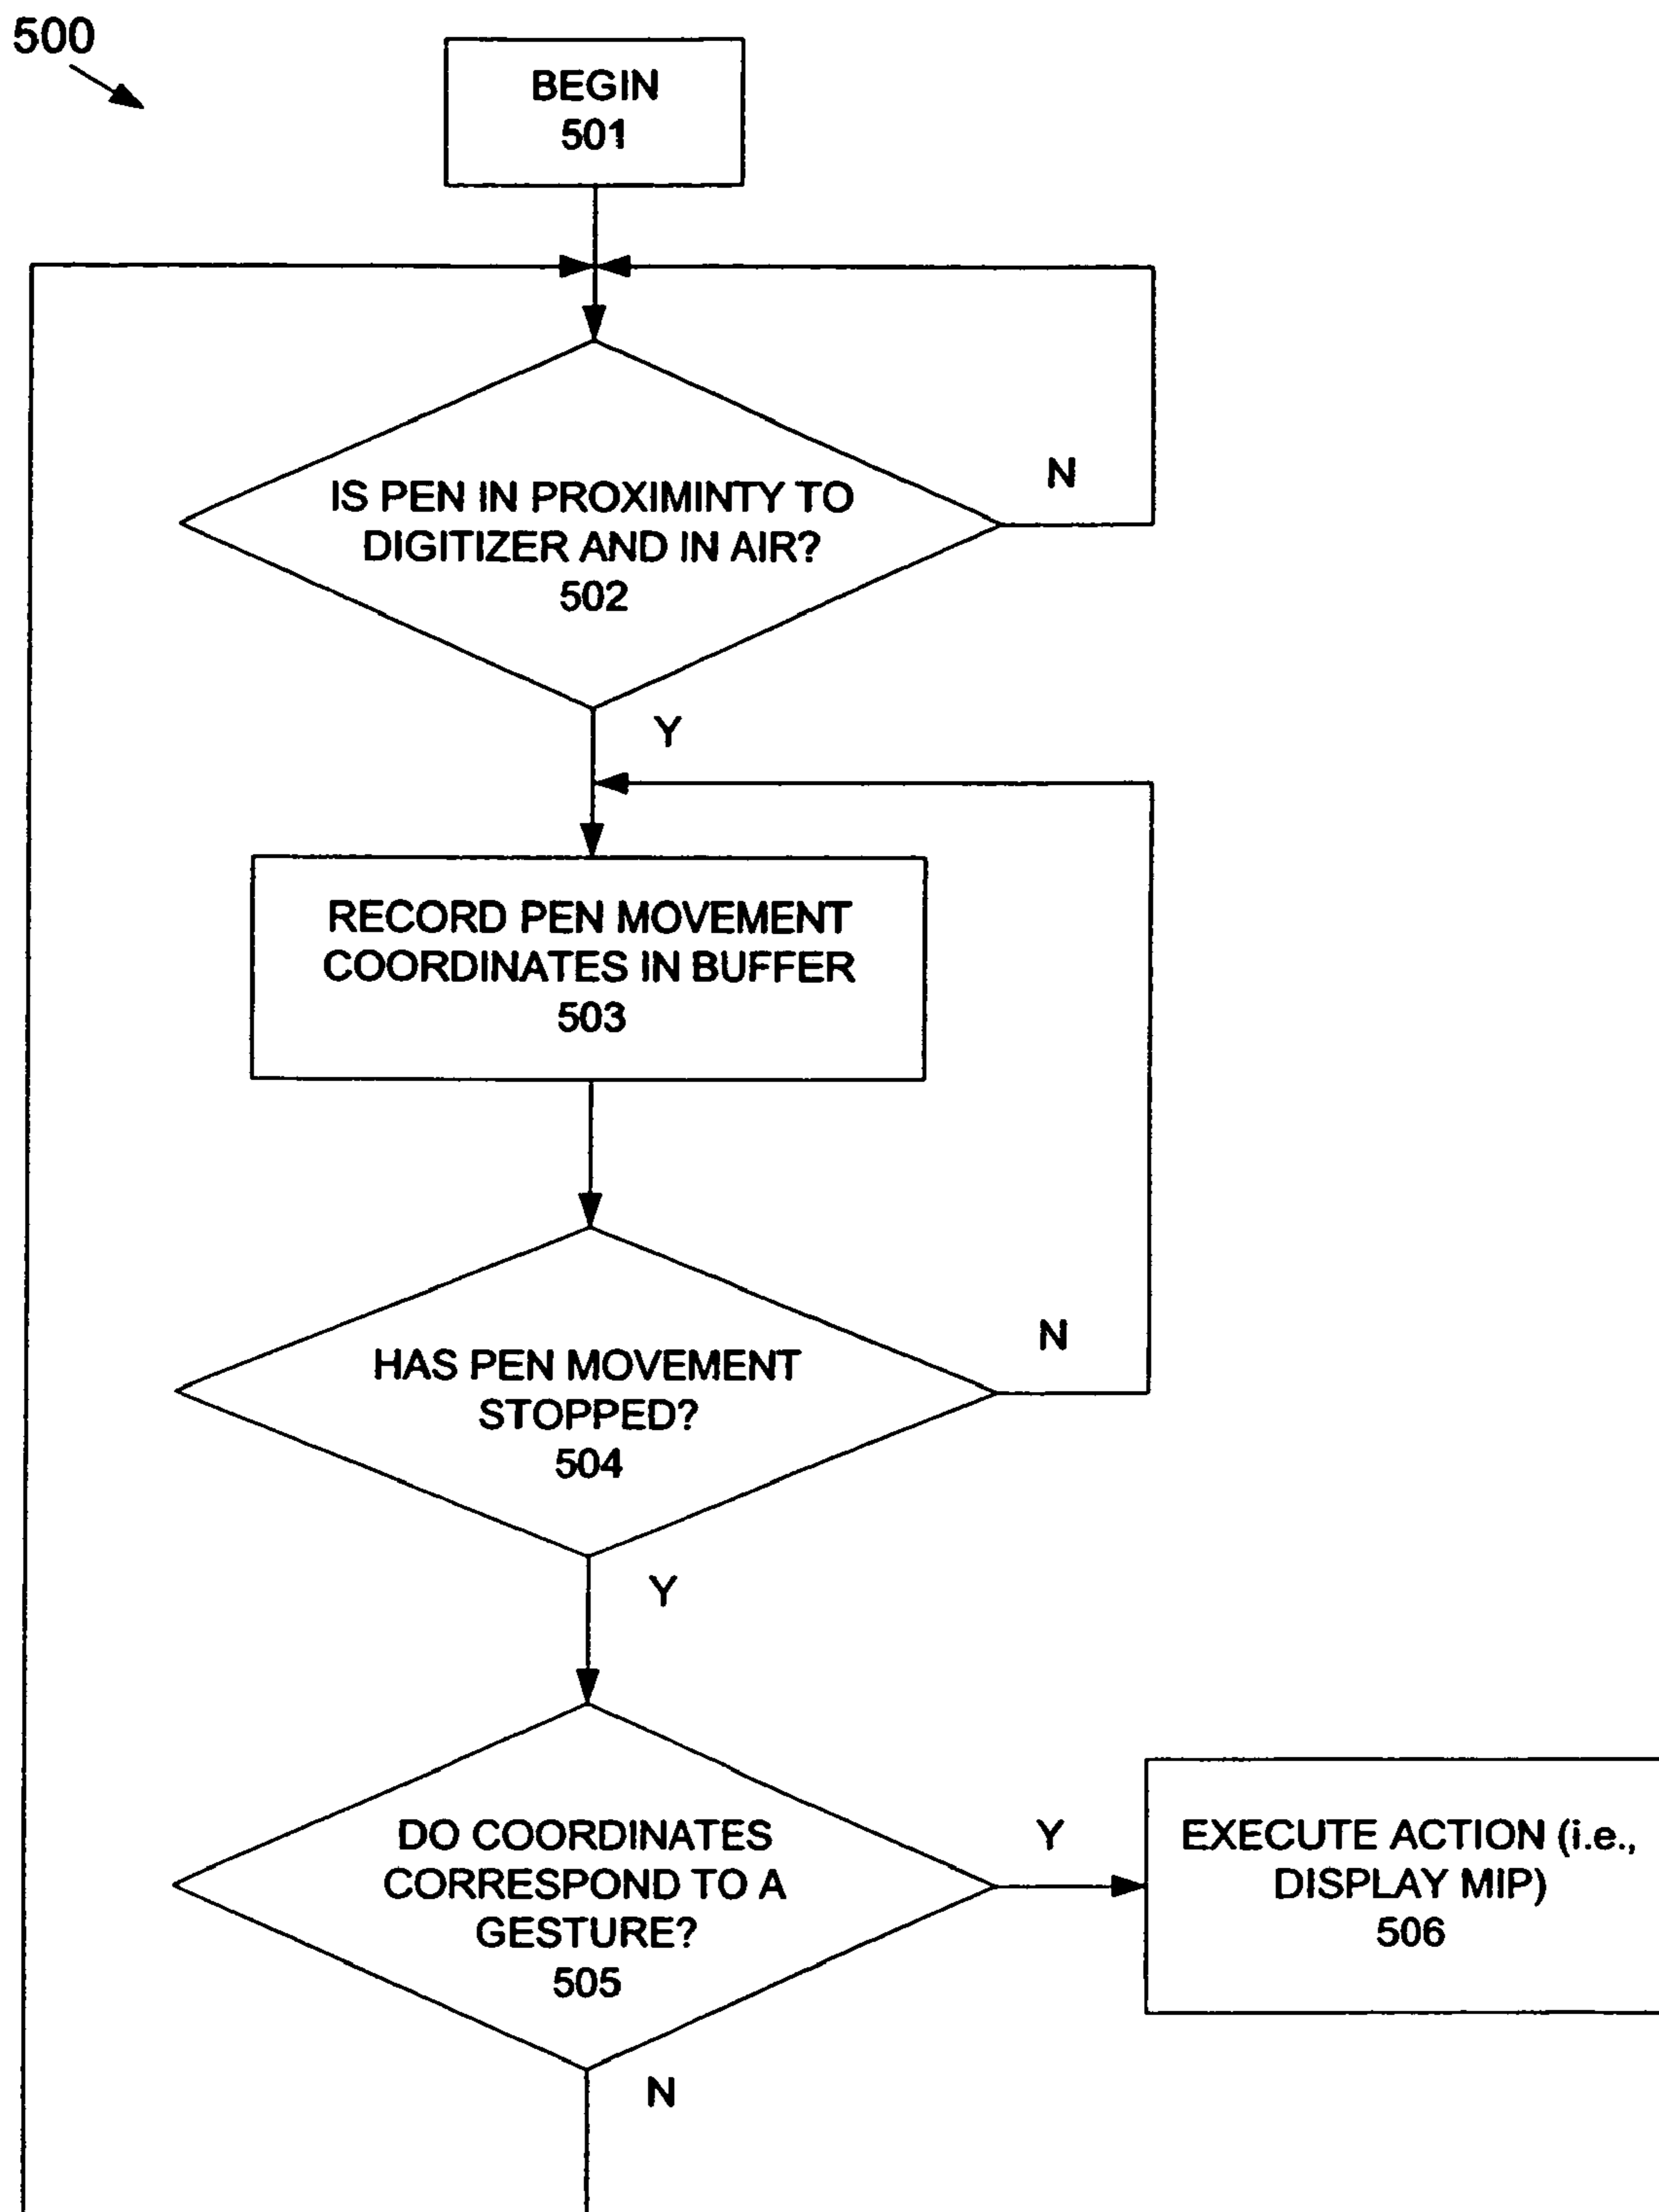 500
BEGIN
501
IS PEN IN PROXIMINTY TO
DIGITIZER AND IN AIR?
502
N
Y
RECORD PEN MOVEMENT
COORDINATES IN BUFFER
503
HAS PEN MOVEMENT
STOPPED?
504
N
Y
DO COORDINATES
CORRESPOND TO A
GESTURE?
505
Y
EXECUTE ACTION (i.e.,
DISPLAY MIP)
506
N